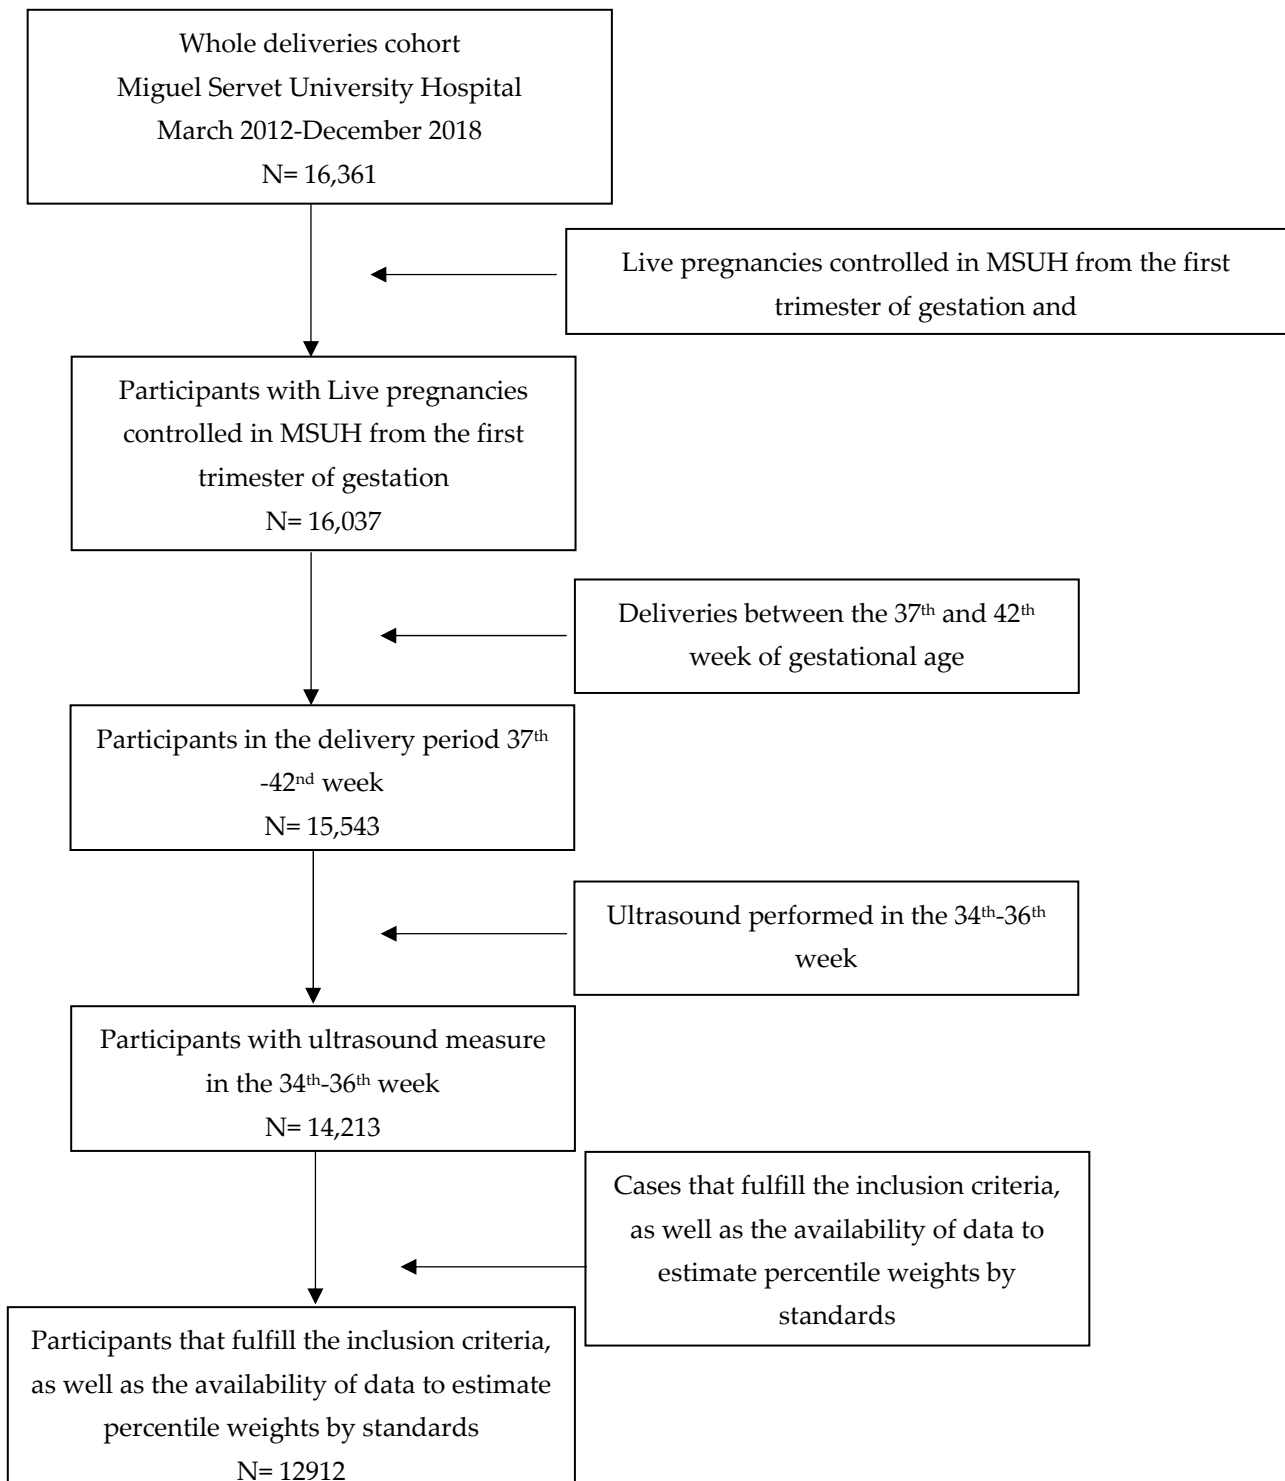 Whole deliveries cohort
Miguel Servet University Hospital
March 2012-December 2018
N= 16,361
Live pregnancies controlled in MSUH from the first
trimester of gestation and
Participants with Live pregnancies
controlled in MSUH from the first
trimester of gestation
N= 16,037
Deliveries between the 37th and 42th
week of gestational age
Participants in the delivery period 37th
-42nd week
N= 15,543
Ultrasound performed in the 34th-36th
week
Participants with ultrasound measure
in the 34th-36th week
N= 14,213
Cases that fulfill the inclusion criteria,
as well as the availability of data to
estimate percentile weights by
standards
Participants that fulfill the inclusion criteria,
as well as the availability of data to estimate
percentile weights by standards
N= 12912